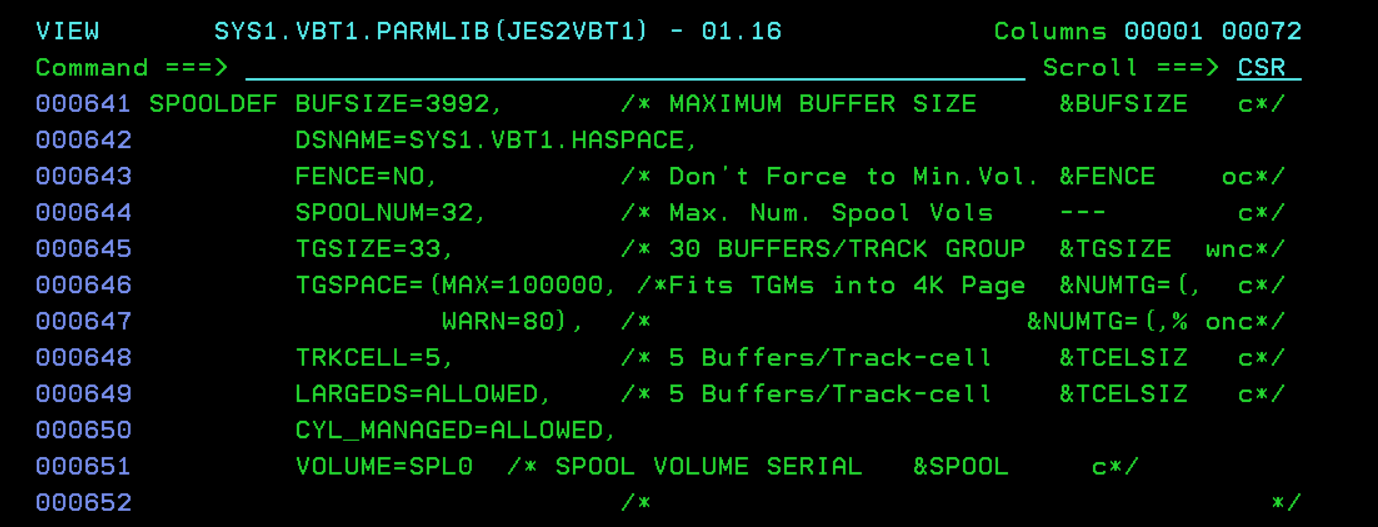 VIEW       SYS1.VBT1.PARMLIB(JES2VBT1) - 01.16             Columns 00001 00072
Command ===>                                                  Scroll ===> CSR
000641 SPOOLDEF BUFSIZE=3992,       /* MAXIMUM BUFFER SIZE     &BUFSIZE   c*/
000642          DSNAME=SYS1.VBT1.HASPACE,
000643          FENCE=NO,           /* Don't Force to Min.Vol. &FENCE    oc*/
000644          SPOOLNUM=32,        /* Max. Num. Spool Vols    ---        c*/
000645          TGSIZE=33,          /* 30 BUFFERS/TRACK GROUP  &TGSIZE  wnc*/
000646          TGSPACE=(MAX=100000, /*Fits TGMs into 4K Page  &NUMTG=(,  c*/
000647                   WARN=80),  /*                       &NUMTG=(,% onc*/
000648          TRKCELL=5,          /* 5 Buffers/Track-cell    &TCELSIZ   c*/
000649          LARGEDS=ALLOWED,    /* 5 Buffers/Track-cell    &TCELSIZ   c*/
000650          CYL_MANAGED=ALLOWED,
000651          VOLUME=SPL0  /* SPOOL VOLUME SERIAL   &SPOOL     c*/
000652                              /*                                      */